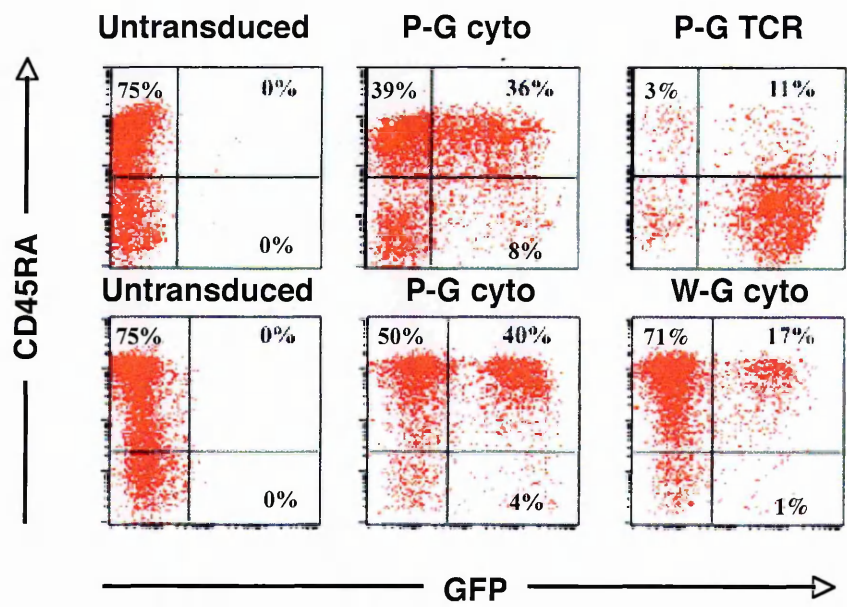 Untransduced P-G cyto P-G TCR
75% 0% 39% 36% 3% 11%
0% 8%
CD45RA
Untransduced P-G cyto W-G cyto
75% 0% 50% 40% 71% 17%
0% 4% 1%
GFP